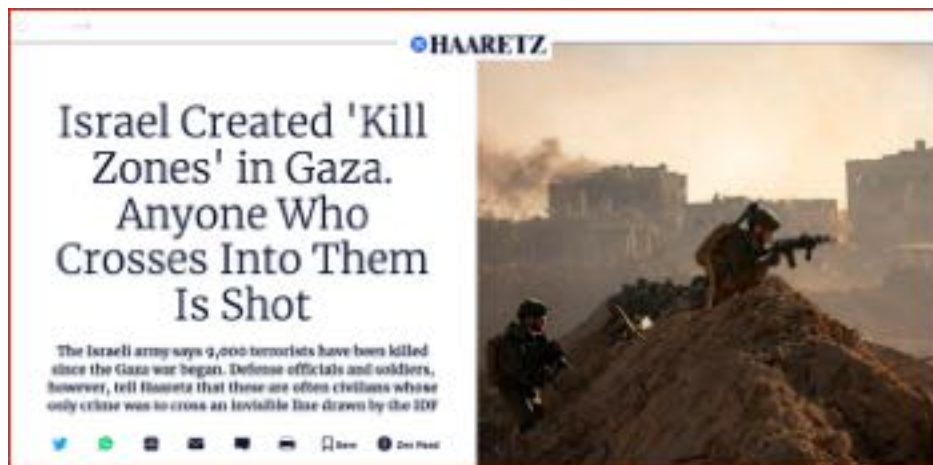 HAARETZ
Israel Created 'Kill
Zones' in Gaza.
Anyone Who
Crosses Into Them
Is Shot
The Israeli army says 9,000 terrorists have been killed
since the Gaza war began. Defense officials and soldiers,
however, tell Haaretz that these are often civilians whose
only crime was to cross an invisible line drawn by the IDF
Save